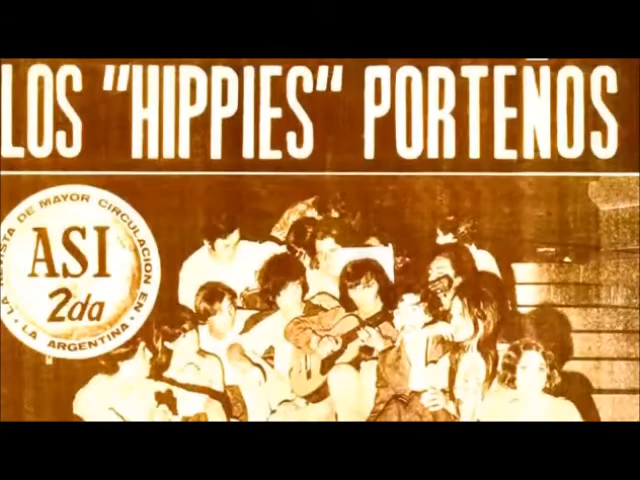 LOS "HIPPIES" PORTEÑOS
· LA REVISTA DE MAYOR CIRCULACION EN ·
LA ARGENTINA
ASI
2da